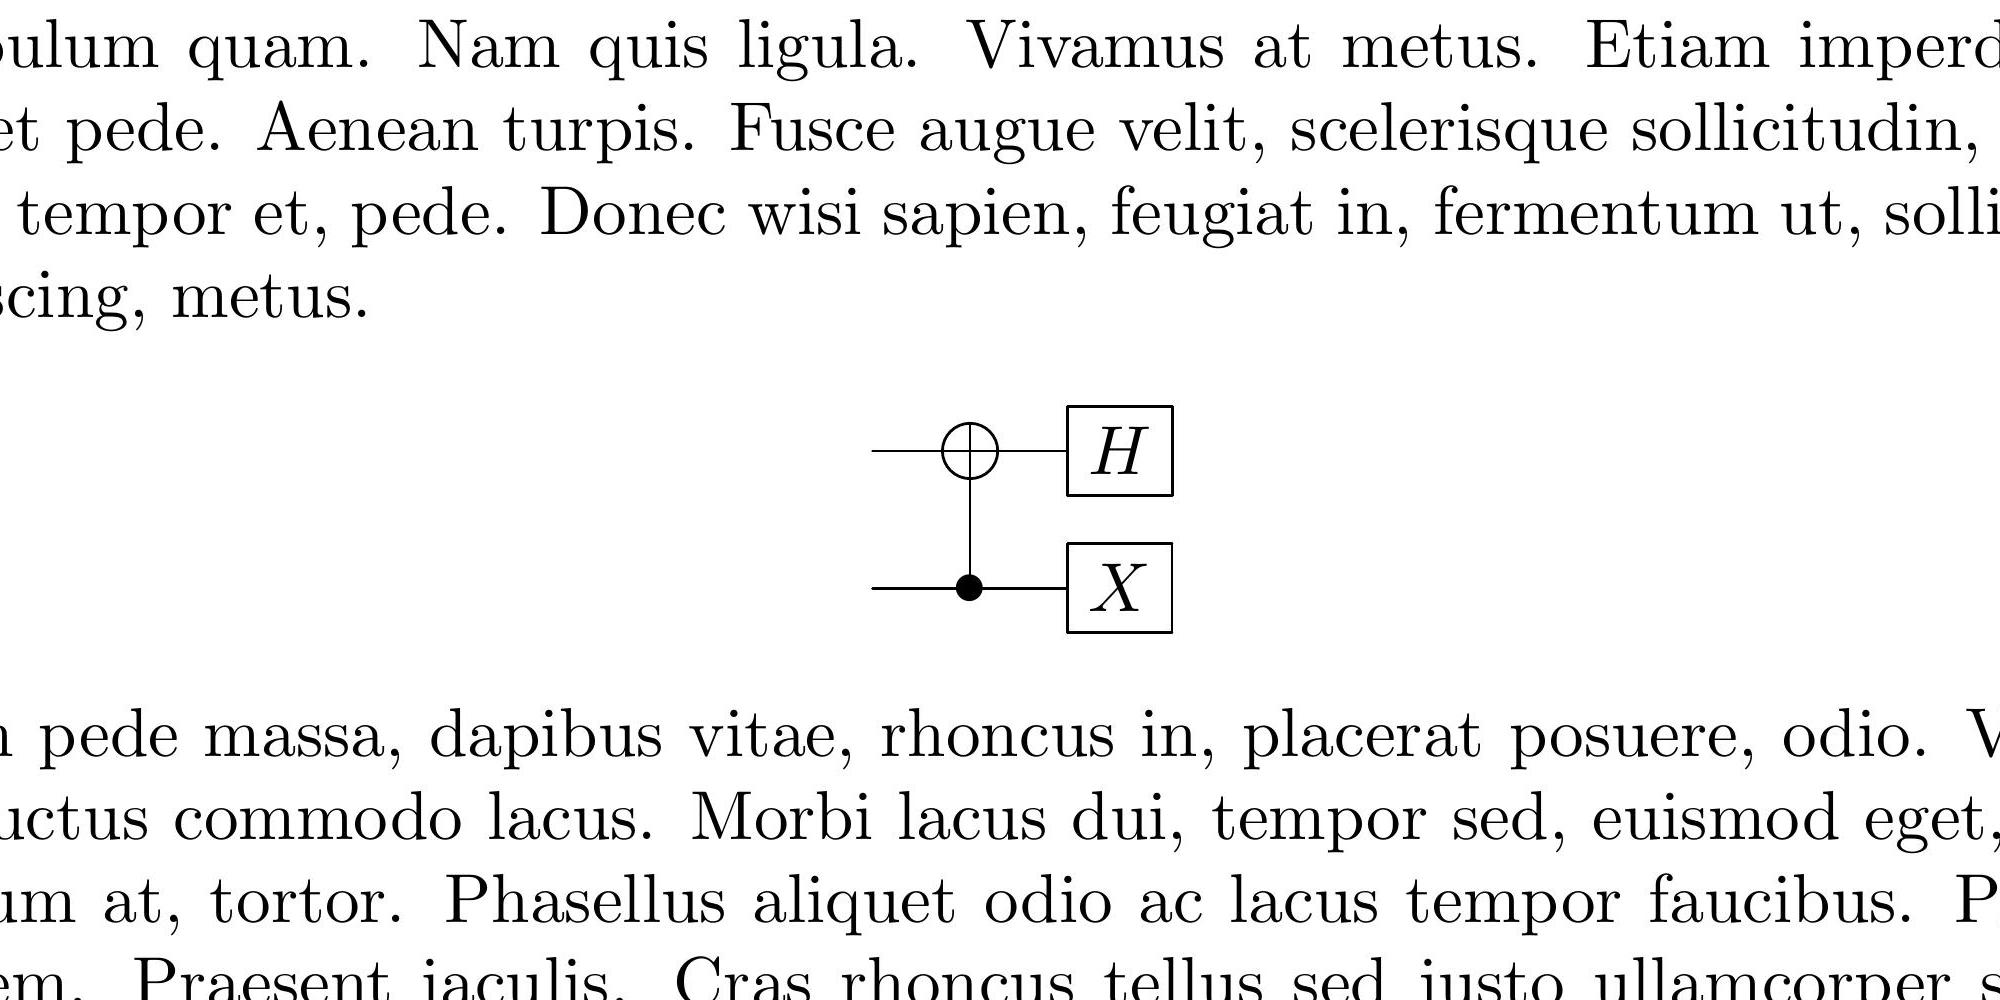 ulum quam. Nam quis ligula. Vivamus at metus. Etiam imperd
et pede. Aenean turpis. Fusce augue velit, scelerisque sollicitudin,
tempor et, pede. Donec wisi sapien, feugiat in, fermentum ut, solli
scing, metus.
H
X
pede massa, dapibus vitae, rhoncus in, placerat posuere, odio. V
uctus commodo lacus. Morbi lacus dui, tempor sed, euismod eget,
um at, tortor. Phasellus aliquet odio ac lacus tempor faucibus. P
em. Praesent iaculis. Cras rhoncus tellus sed justo ullamcorper s